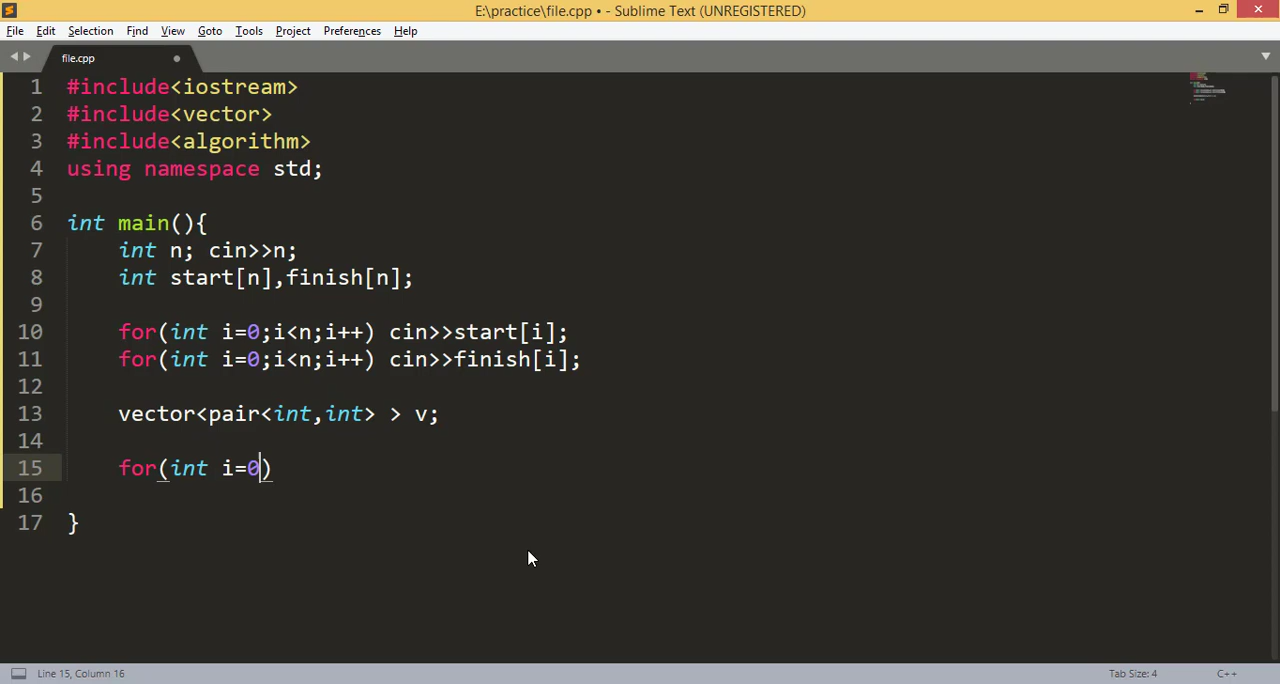 E:\practice\file.cpp • - Sublime Text (UNREGISTERED)
File Edit Selection Find View Goto Tools Project Preferences Help
file.cpp
1 #include<iostream>
2 #include<vector>
3 #include<algorithm>
4 using namespace std;
5
6 int main(){
7 int n; cin>>n;
8 int start[n],finish[n];
9
10 for(int i=0;i<n;i++) cin>>start[i];
11 for(int i=0;i<n;i++) cin>>finish[i];
12
13 vector<pair<int,int> > v;
14
15 for(int i=0)
16
17 }
Line 15, Column 16 Tab Size: 4 C++